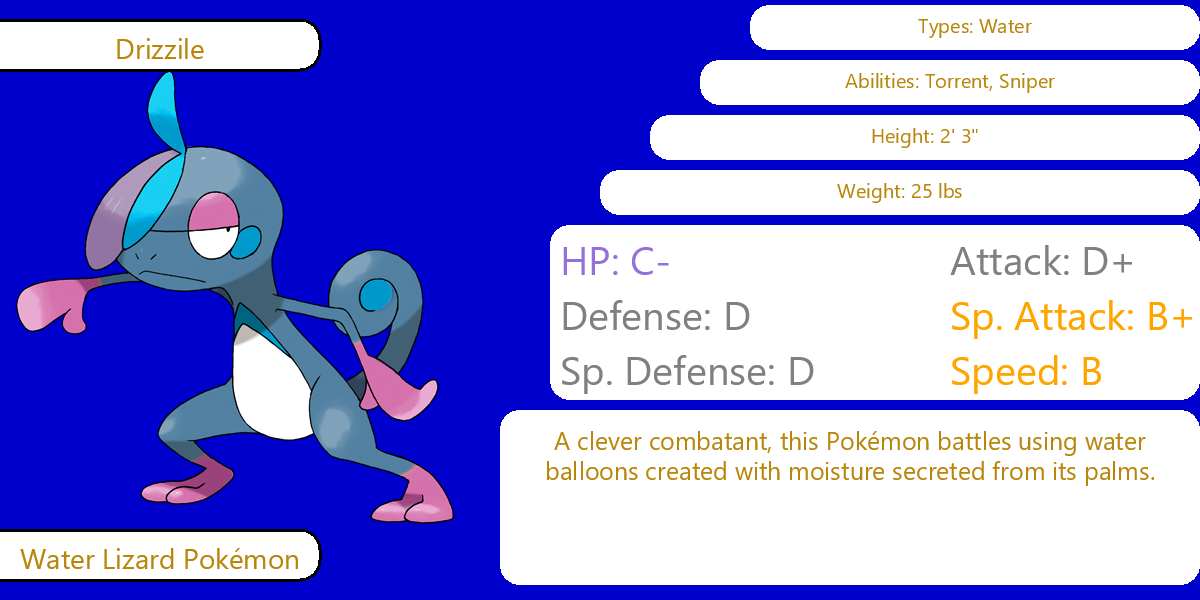 Drizzile
Types: Water
Abilities: Torrent, Sniper
Height: 2' 3"
Weight: 25 lbs
HP: C-
Attack: D+
Defense: D
Sp. Attack: B+
Sp. Defense: D
Speed: B
A clever combatant, this Pokémon battles using water
balloons created with moisture secreted from its palms.
Water Lizard Pokémon